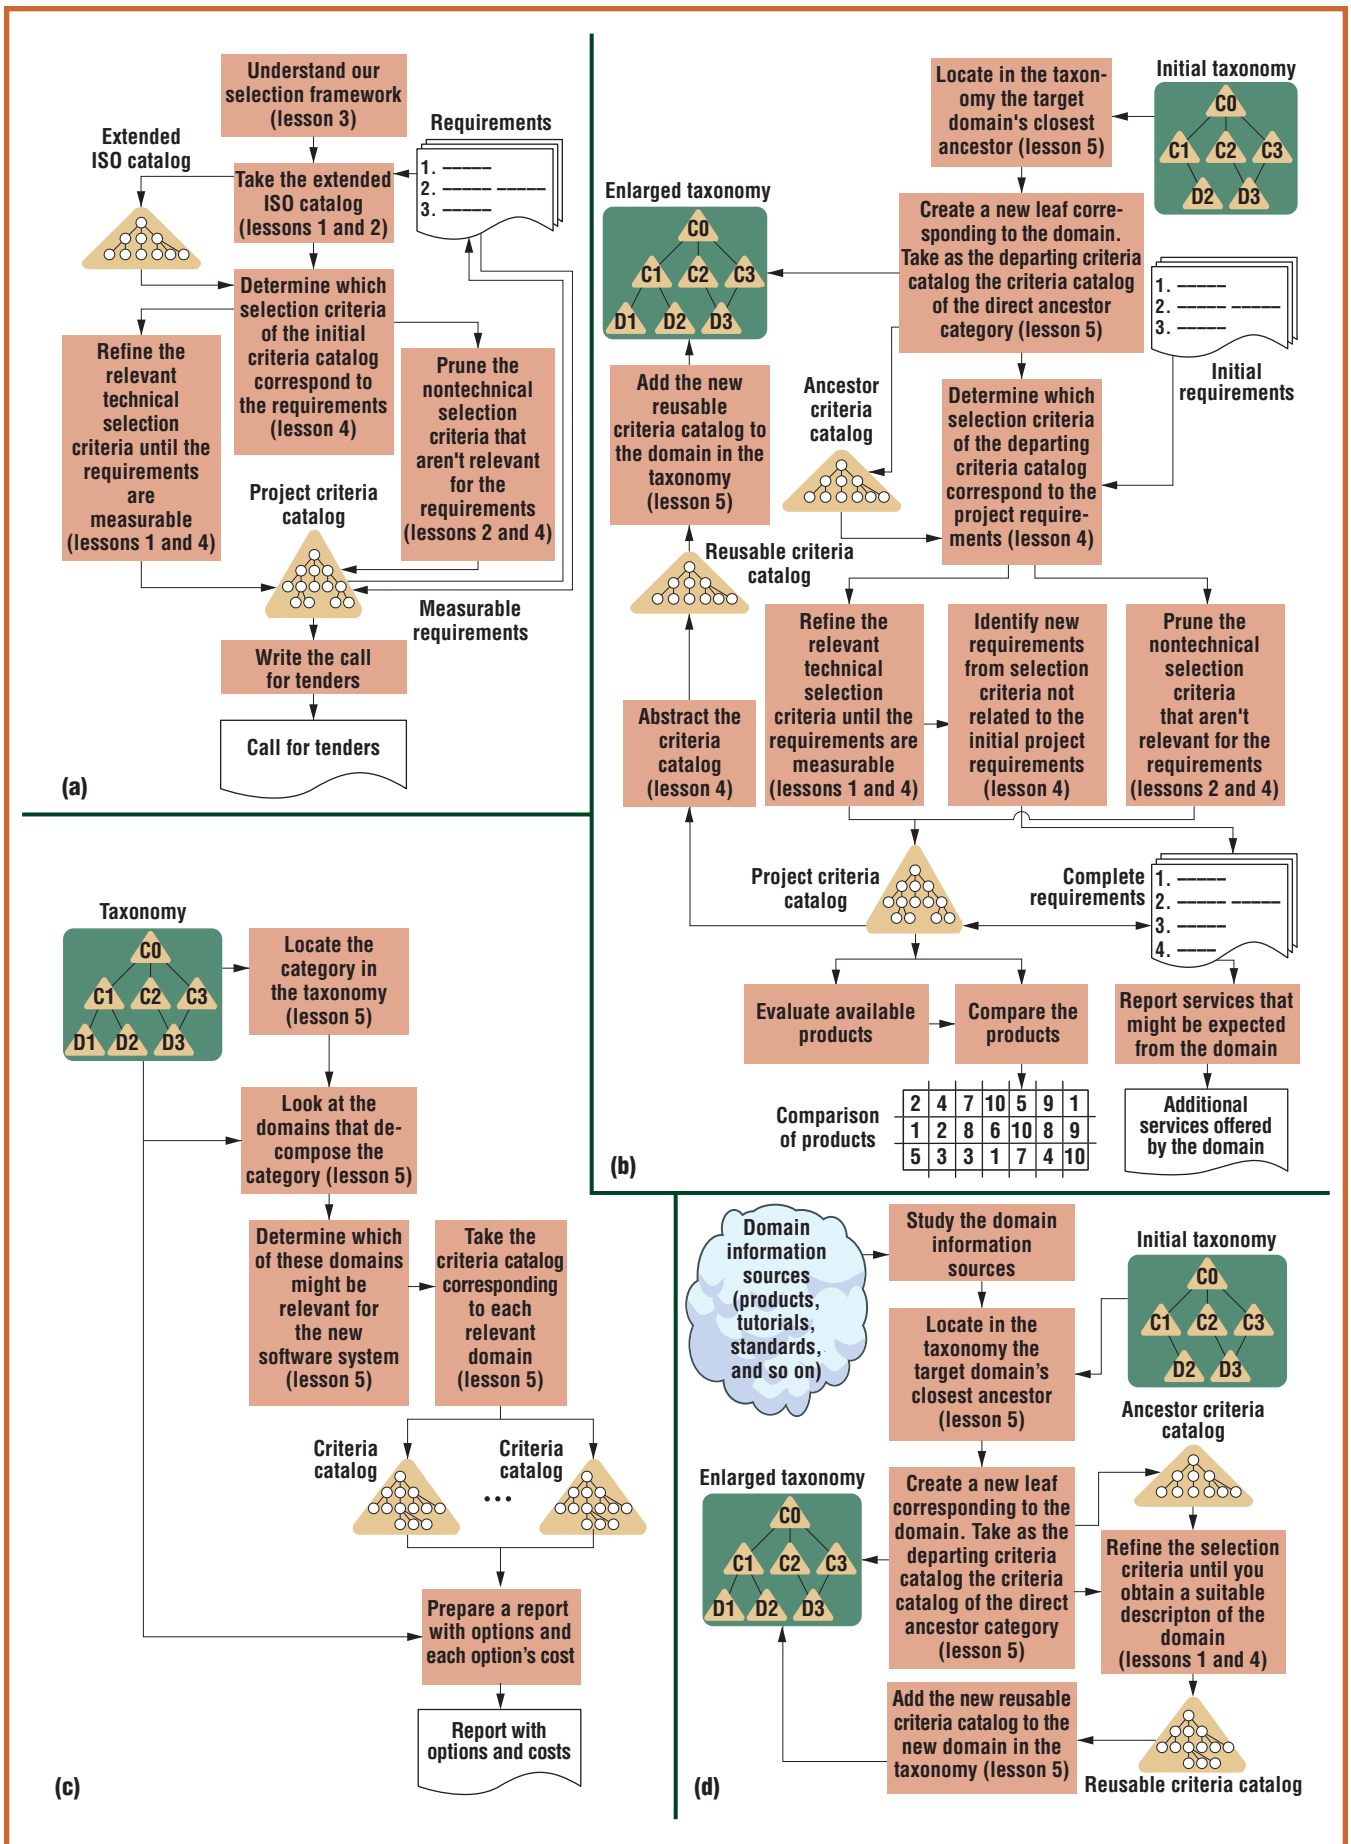 Understand our
selection framework
(lesson 3)
Requirements
1.
2.
3.
Extended
ISO catalog
Take the extended
ISO catalog
(lessons 1 and 2)
Determine which
selection criteria
of the initial
criteria catalog
correspond to
the requirements
(lesson 4)
Refine the
relevant
technical
selection
criteria until the
requirements
are
measurable
(lessons 1 and 4)
Prune the
nontechnical
selection
criteria that
aren't relevant
for the
requirements
(lessons 2 and 4)
Project criteria
catalog
Measurable
requirements
Write the call
for tenders
Call for tenders
(a)
Locate in the taxon-
omy the target
domain's closest
ancestor (lesson 5)
Initial taxonomy
C0
C1 C2 C3
D2 D3
Enlarged taxonomy
C0
C1 C2 C3
D1 D2 D3
Create a new leaf corre-
sponding to the domain.
Take as the departing criteria
catalog the criteria catalog
of the direct ancestor
category (lesson 5)
1.
2.
3.
Initial
requirements
Add the new
reusable
criteria catalog to
the domain in the
taxonomy
(lesson 5)
Ancestor
criteria
catalog
Determine which
selection criteria
of the departing
criteria catalog
correspond to the
project require-
ments (lesson 4)
Reusable criteria
catalog
Abstract the
criteria
catalog
(lesson 4)
Refine the
relevant
technical
selection
criteria until the
requirements are
measurable
(lessons 1 and 4)
Identify new
requirements
from selection
criteria not
related to the
initial project
requirements
(lesson 4)
Prune the
nontechnical
selection
criteria
that aren't
relevant for the
requirements
(lessons 2 and 4)
Project criteria
catalog
Complete
requirements
1.
2.
3.
4.
Evaluate available
products
Compare the
products
Report services that
might be expected
from the domain
Comparison
of products
2 4 7 10 5 9 1
1 2 8 6 10 8 9
5 3 3 1 7 4 10
Additional
services offered
by the domain
(b)
Taxonomy
C0
C1 C2 C3
D1 D2 D3
Locate the
category in
the taxonomy
(lesson 5)
Look at the
domains that de-
compose the
category (lesson 5)
Determine which
of these domains
might be
relevant for
the new
software system
(lesson 5)
Take the
criteria catalog
corresponding
to each
relevant
domain
(lesson 5)
Criteria
catalog
...
Criteria
catalog
Prepare a report
with options and
each option's cost
Report with
options and costs
(c)
Domain
information
sources
(products,
tutorials,
standards,
and so on)
Study the domain
information
sources
Initial taxonomy
C0
C1 C2 C3
D2 D3
Locate in the
taxonomy the
target domain's
closest ancestor
(lesson 5)
Ancestor criteria
catalog
Enlarged taxonomy
C0
C1 C2 C3
D1 D2 D3
Create a new leaf
corresponding to the
domain. Take as the
departing criteria
catalog the criteria
catalog of the direct
ancestor category
(lesson 5)
Refine the selection
criteria until you
obtain a suitable
descripton of the
domain
(lessons 1 and 4)
Add the new reusable
criteria catalog to the
new domain in the
taxonomy (lesson 5)
Reusable criteria catalog
(d)